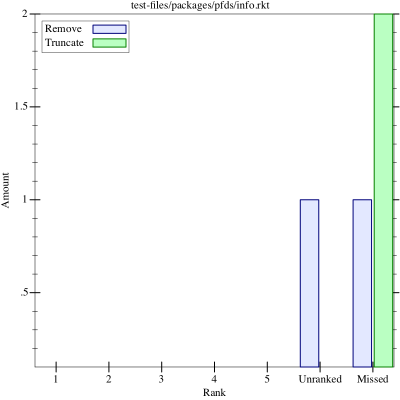 test-files/packages/pfds/info.rkt
Remove
Truncate
2
1.5
1
.5
Amount
1 2 3 4 5 Unranked Missed
Rank